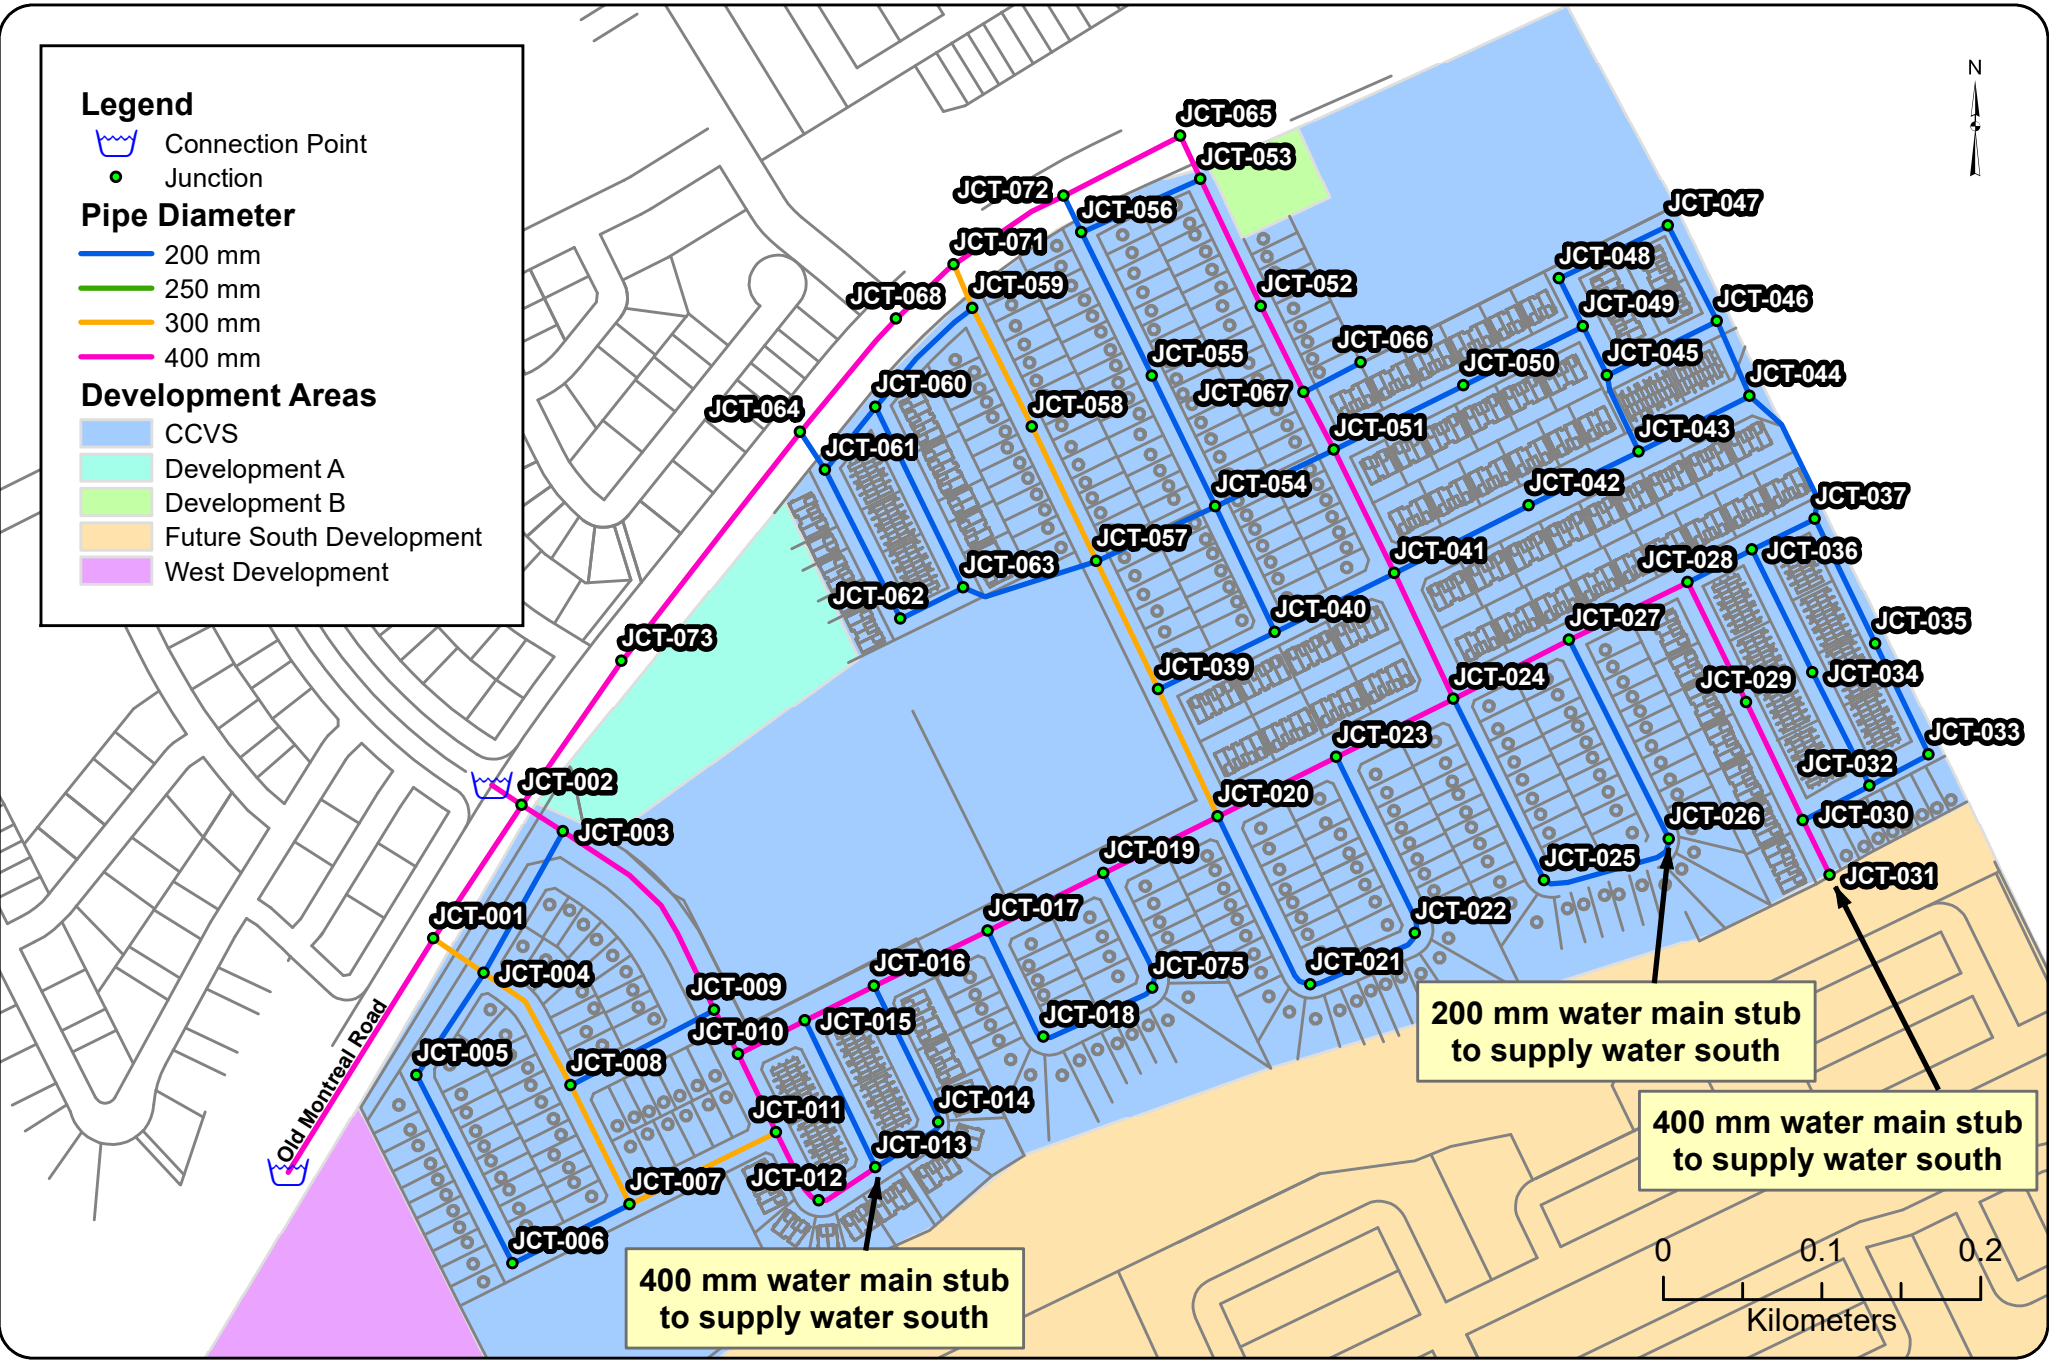 Legend
Connection Point
Junction
Pipe Diameter
200 mm
250 mm
300 mm
400 mm
Development Areas
CCVS
Development A
Development B
Future South Development
West Development
N
JCT-065
JCT-053
JCT-072
JCT-056
JCT-047
JCT-071
JCT-048
JCT-059
JCT-068
JCT-052
JCT-046
JCT-049
JCT-066
JCT-055
JCT-050
JCT-045
JCT-044
JCT-060
JCT-067
JCT-064
JCT-058
JCT-051
JCT-043
JCT-061
JCT-054
JCT-042
JCT-037
JCT-057
JCT-041
JCT-036
JCT-028
JCT-063
JCT-062
JCT-040
JCT-027
JCT-035
JCT-073
JCT-039
JCT-024
JCT-029
JCT-034
JCT-023
JCT-033
JCT-032
JCT-002
JCT-020
JCT-003
JCT-026
JCT-030
JCT-019
JCT-025
JCT-031
JCT-001
JCT-017
JCT-022
JCT-004
JCT-016
JCT-075
JCT-021
JCT-009
JCT-010
JCT-015
JCT-018
JCT-005
JCT-008
JCT-014
JCT-011
JCT-013
JCT-012
JCT-007
JCT-006
Old Montreal Road
200 mm water main stub
to supply water south
400 mm water main stub
to supply water south
400 mm water main stub
to supply water south
0 0.1 0.2
Kilometers